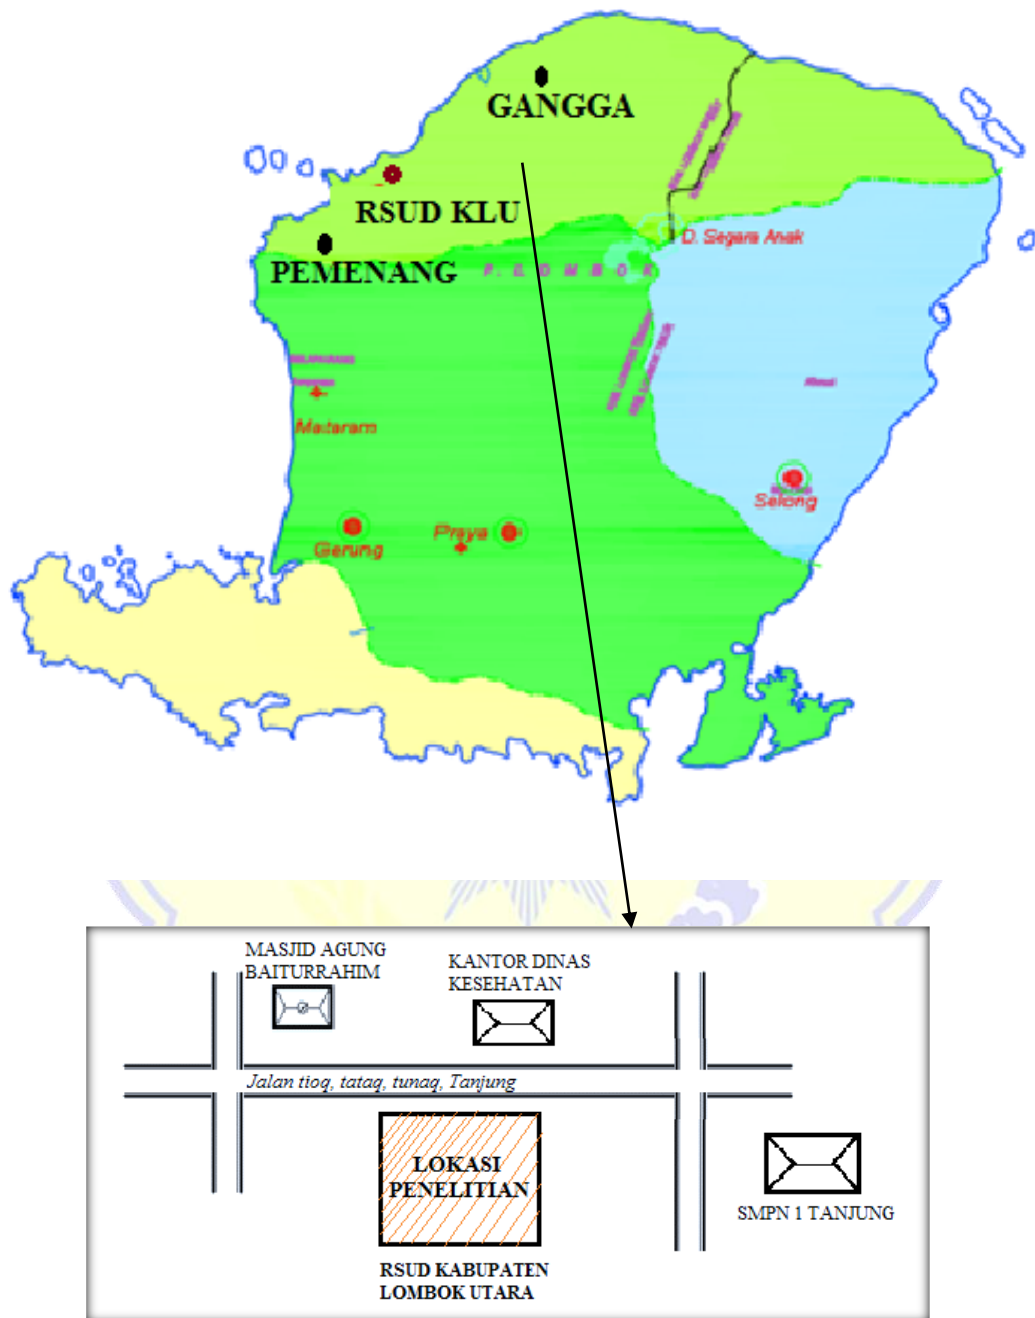 GANGGA
RSUD KLU
D. Segara Anak
PEMENANG
P. L O M B O K
Mataram
Selong
Gerung
Praya
MASJID AGUNG
BAITURRAHIM
KANTOR DINAS
KESEHATAN
Jalan tioq, tataq, tunaq, Tanjung
LOKASI
PENELITIAN
SMPN 1 TANJUNG
RSUD KABUPATEN
LOMBOK UTARA